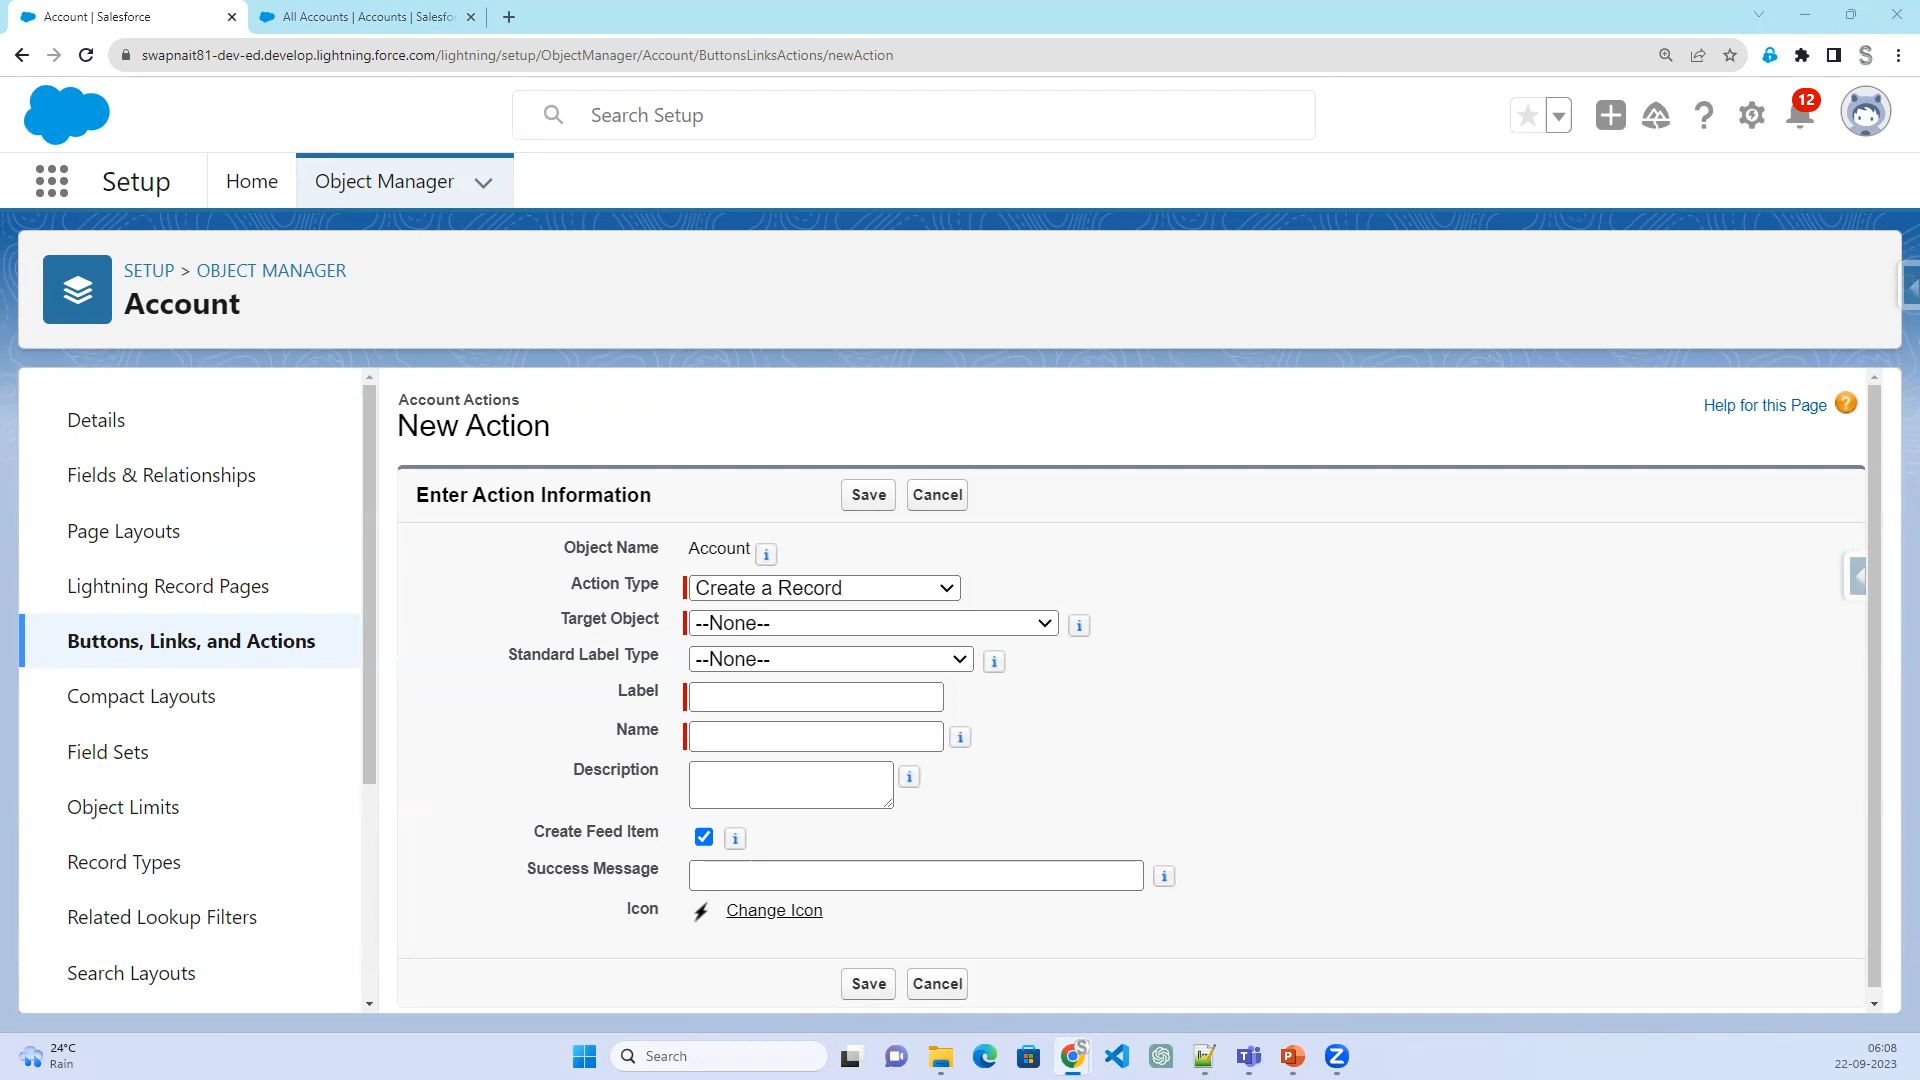 Account | Salesforce
All Accounts | Accounts | Salesfo
swapnait81-dev-ed.develop.lightning.force.com/lightning/setup/ObjectManager/Account/ButtonsLinksActions/newAction
Search Setup
12
Setup
Home
Object Manager
SETUP > OBJECT MANAGER
Account
Details
Fields & Relationships
Page Layouts
Lightning Record Pages
Buttons, Links, and Actions
Compact Layouts
Field Sets
Object Limits
Record Types
Related Lookup Filters
Search Layouts
Account Actions
New Action
Help for this Page
Enter Action Information
Save Cancel
Object Name Account
Action Type Create a Record
Target Object --None--
Standard Label Type --None--
Label
Name
Description
Create Feed Item
Success Message
Icon Change Icon
Save Cancel
24°C
Rain
Search
06:08
22-09-2023